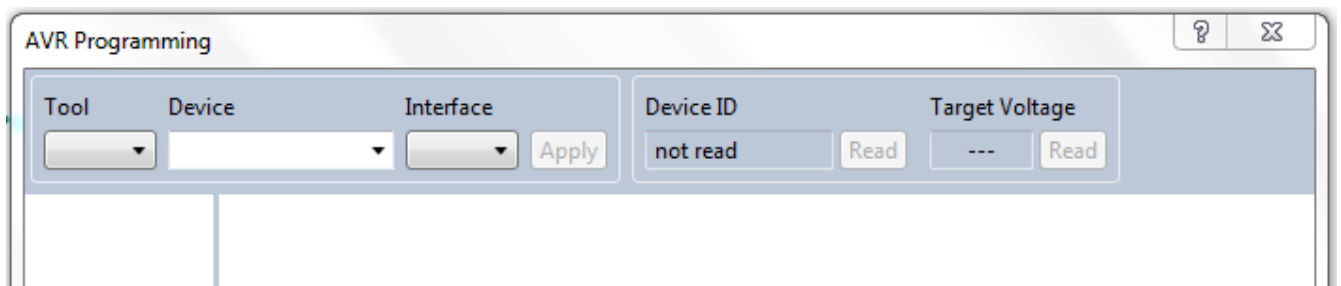 AVR Programming
Tool Device Interface Device ID Target Voltage
Apply not read Read --- Read